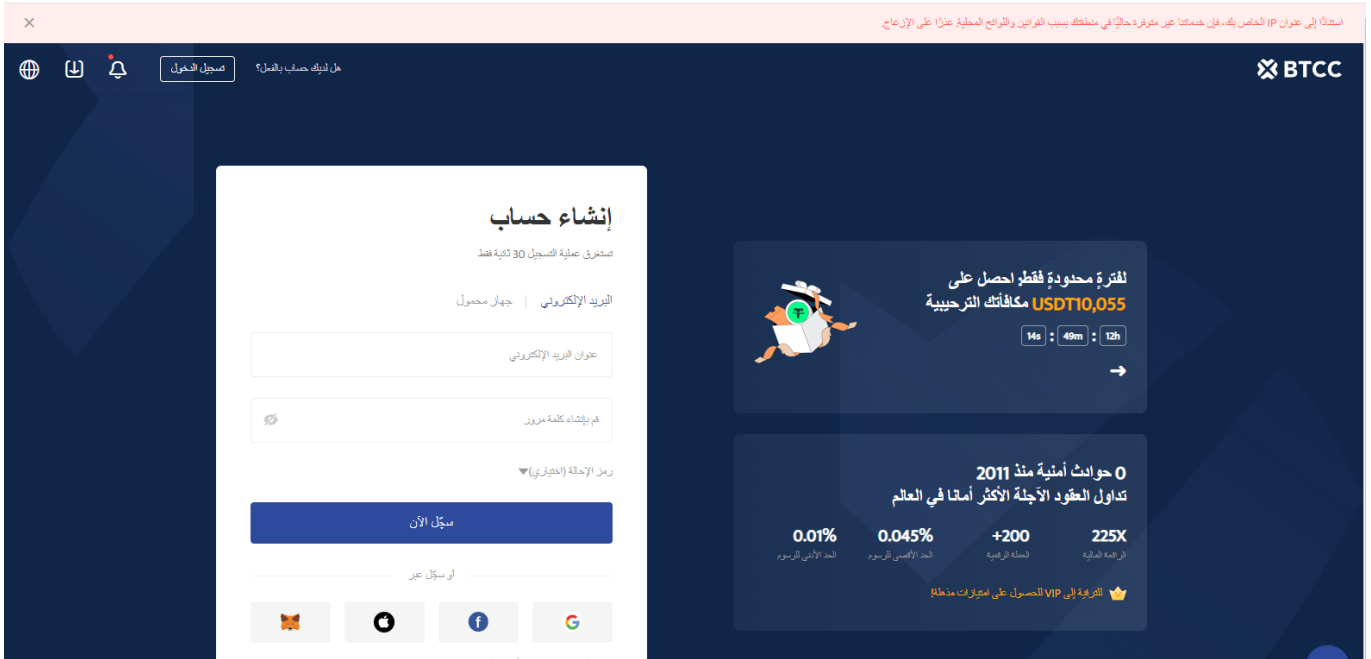 استنادًا إلى عنوان IP الخاص بك، فإن خدماتنا غير متوفرة حاليًا في منطقتك بسبب القوانين واللوائح المحلية. عذرًا على الإزعاج.
BTCC
هل لديك حساب بالفعل؟
تسجيل الدخول
إنشاء حساب
تستغرق عملية التسجيل 30 ثانية فقط
البريد الإلكتروني | جهاز محمول
عنوان البريد الإلكتروني
قم بإنشاء كلمة مرور
رمز الإحالة (اختياري)
سجّل الآن
أو سجّل عبر
لفترةٍ محدودةٍ فقط، احصل على
USDT10,055 مكافأتك الترحيبية
12h : 49m : 14s
0 حوادث أمنية منذ 2011
تداول العقود الآجلة الأكثر أمانا في العالم
225X +200 0.045% 0.01%
الرافعة المالية العملة الرقمية الحد الأقصى للرسوم الحد الأدنى للرسوم
للترقية إلى VIP للحصول على امتيازات مذهلة!